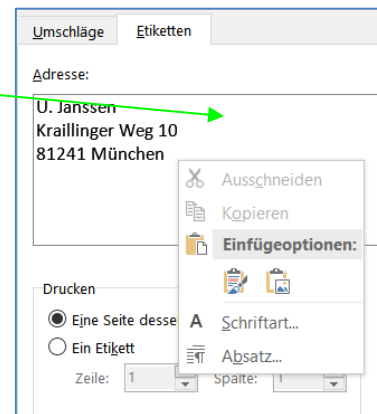 Umschläge Etiketten
Adresse:
U. Janssen
Kraillinger Weg 10
81241 München
Ausschneiden
Kopieren
Einfügeoptionen:
Drucken
Eine Seite desse
A Schriftart...
Ein Etikett
Absatz...
Zeile: 1 Spalte: 1